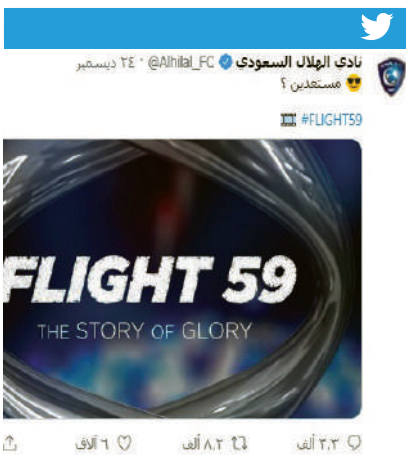 نادي الهلال السعودي @Alhilal_FC · ٢٤ ديسمبر
😎 مستعدين ؟
🎞 #FLIGHT59
FLIGHT 59
THE STORY OF GLORY
٢,٣ ألف ٨,٢ ألف ٦ آلاف